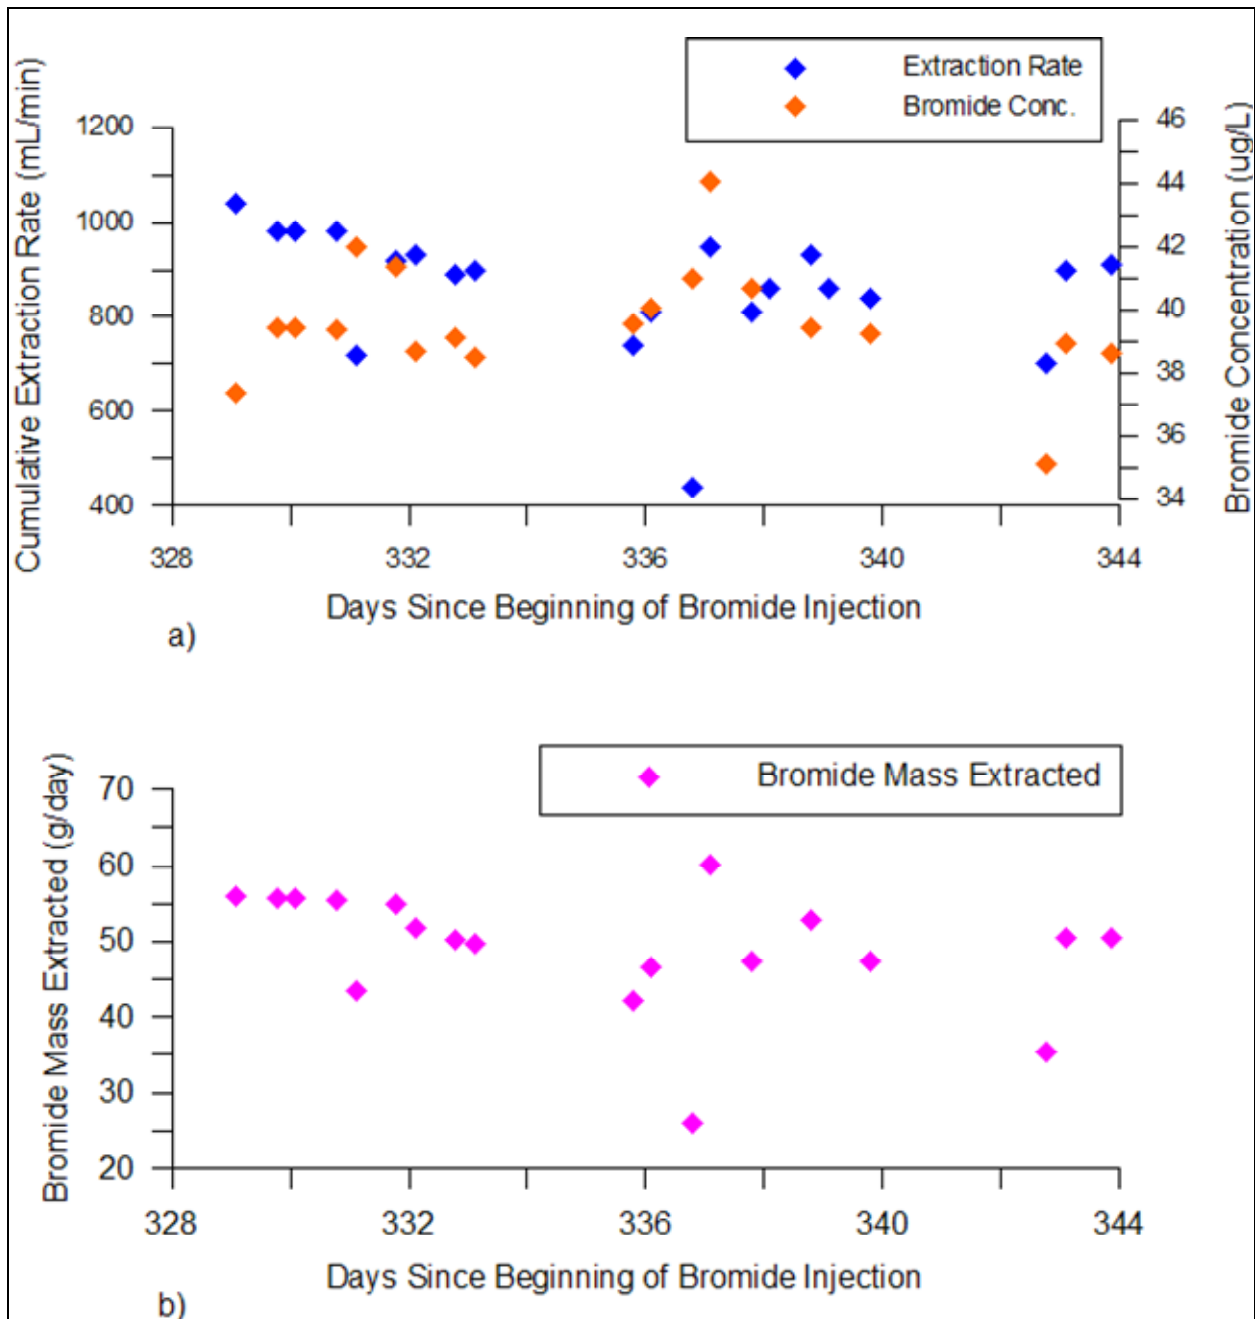 Extraction Rate
Bromide Conc.
Cumulative Extraction Rate (mL/min)
1200
1000
800
600
400
46
44
42
40
38
36
34
Bromide Concentration (ug/L)
328
332
336
340
344
Days Since Beginning of Bromide Injection
a)
Bromide Mass Extracted
Bromide Mass Extracted (g/day)
70
60
50
40
30
20
328
332
336
340
344
Days Since Beginning of Bromide Injection
b)